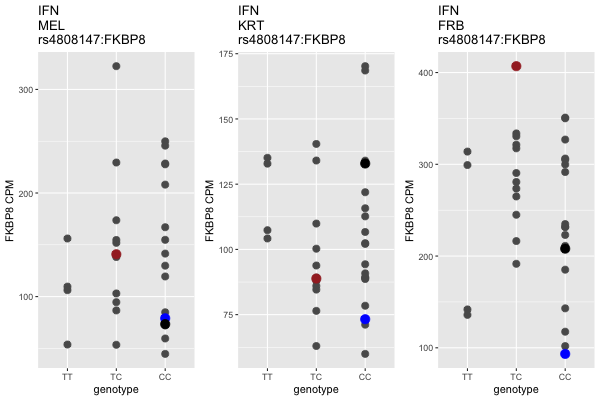 IFN
MEL
rs4808147:FKBP8
300
200
100
FKBP8 CPM
TT TC CC
genotype
IFN
KRT
rs4808147:FKBP8
175
150
125
100
75
FKBP8 CPM
TT TC CC
genotype
IFN
FRB
rs4808147:FKBP8
400
300
200
100
FKBP8 CPM
TT TC CC
genotype